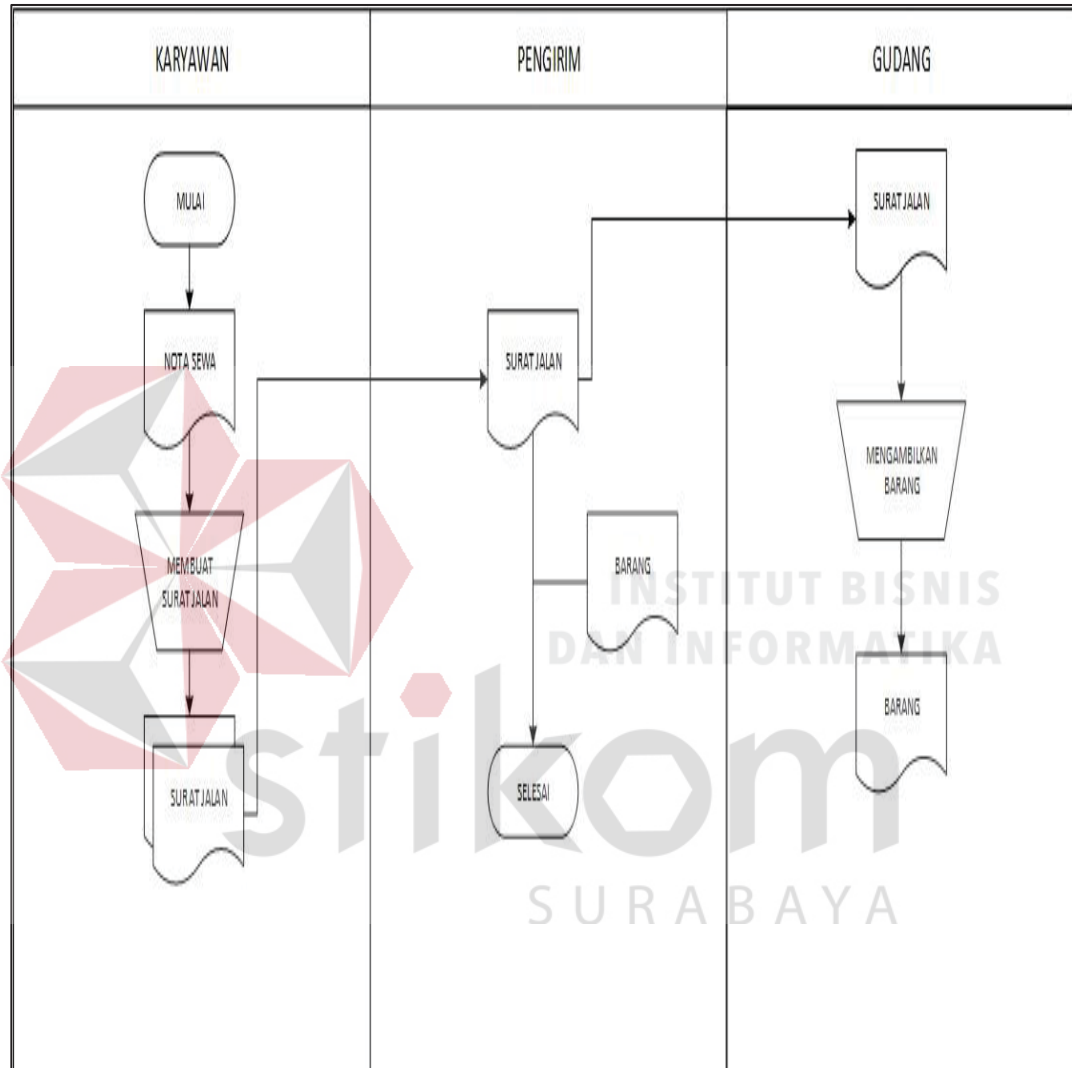 KARYAWAN
PENGIRIM
GUDANG
MULAI
NOTA SEWA
MEMBUAT
SURAT JALAN
SURAT JALAN
SURAT JALAN
BARANG
SELESAI
SURAT JALAN
MENGAMBILKAN
BARANG
BARANG
INSTITUT BISNIS
DAN INFORMATIKA
stikom
SURABAYA